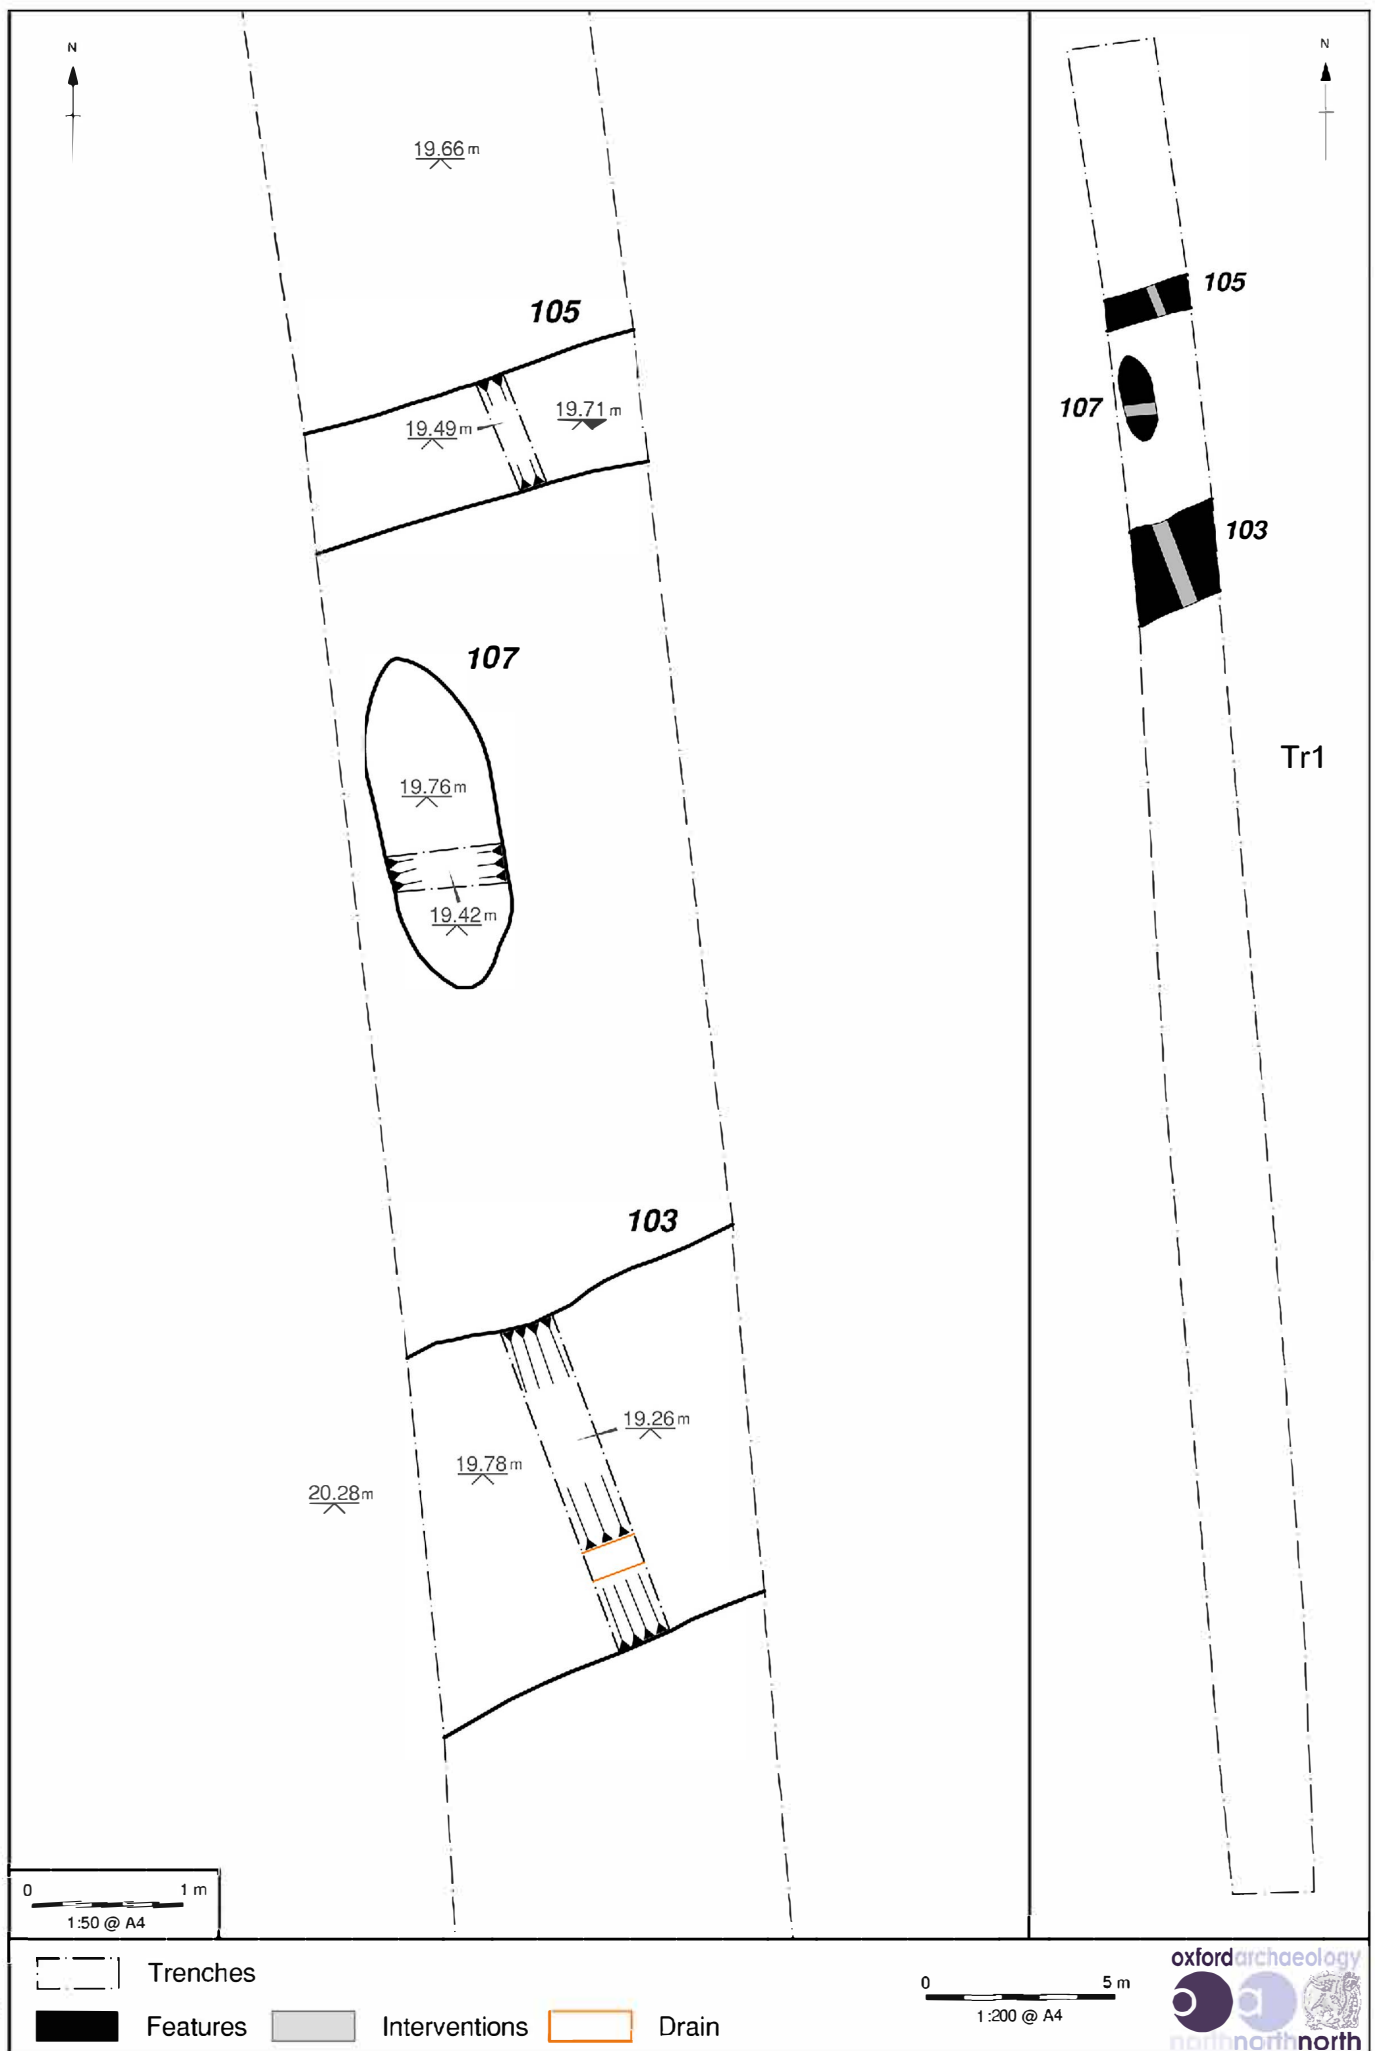 N
19.66 m
105
19.49 m
19.71 m
107
19.76 m
19.42 m
103
19.26 m
19.78 m
20.28 m
0 1 m
1:50 @ A4
N
105
107
103
Tr1
Trenches
Features Interventions Drain
0 5 m
1:200 @ A4
oxfordarchaeology
northnorthnorth